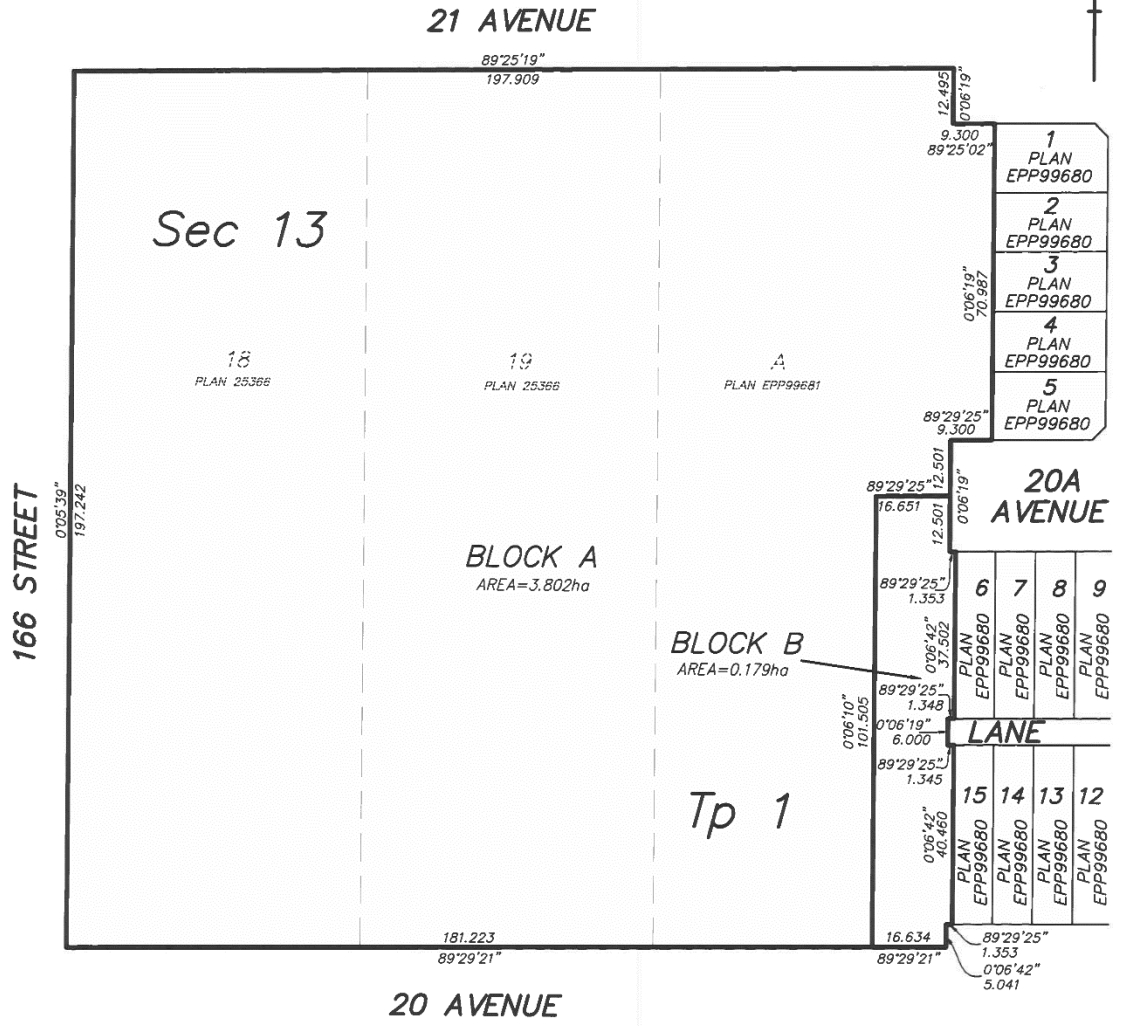 21 AVENUE
89°25'19"
197.909
12.495
0°06'19"
9.300
89°25'02"
1
PLAN
EPP99680
2
PLAN
EPP99680
3
PLAN
EPP99680
4
PLAN
EPP99680
5
PLAN
EPP99680
0°06'19"
70.987
Sec 13
18
PLAN 25366
19
PLAN 25366
A
PLAN EPP99681
89°29'25"
9.300
12.501
0°06'19"
89°29'25"
16.651
12.501
20A
AVENUE
166 STREET
0°05'39"
197.242
BLOCK A
AREA=3.802ha
89°29'25"
1.353
0°06'42"
37.502
BLOCK B
AREA=0.179ha
89°29'25"
1.348
0°06'19"
6.000
89°29'25"
1.345
0°06'10"
101.505
6
PLAN
EPP99680
7
PLAN
EPP99680
8
PLAN
EPP99680
9
PLAN
EPP99680
LANE
Tp 1
0°06'42"
40.460
15
PLAN
EPP99680
14
PLAN
EPP99680
13
PLAN
EPP99680
12
PLAN
EPP99680
181.223
89°29'21"
16.634
89°29'21"
89°29'25"
1.353
0°06'42"
5.041
20 AVENUE